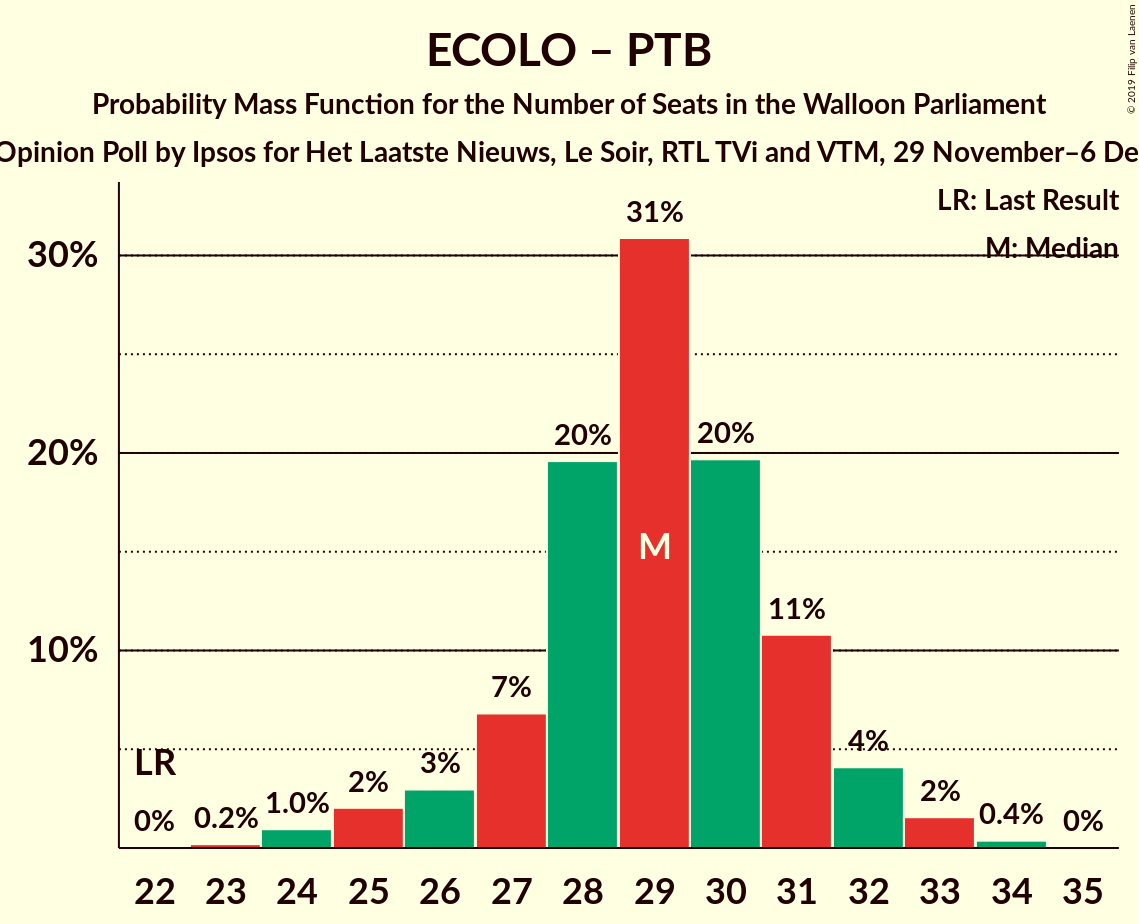 ECOLO – PTB
Probability Mass Function for the Number of Seats in the Walloon Parliament
Opinion Poll by Ipsos for Het Laatste Nieuws, Le Soir, RTL TVi and VTM, 29 November–6 De
© 2019 Filip van Laenen
LR: Last Result
M: Median
31%
30%
20% 20%
20%
M
11%
10%
7%
4%
LR
3%
2%
2%
1.0%
0% 0.2% 0.4% 0%
22 23 24 25 26 27 28 29 30 31 32 33 34 35